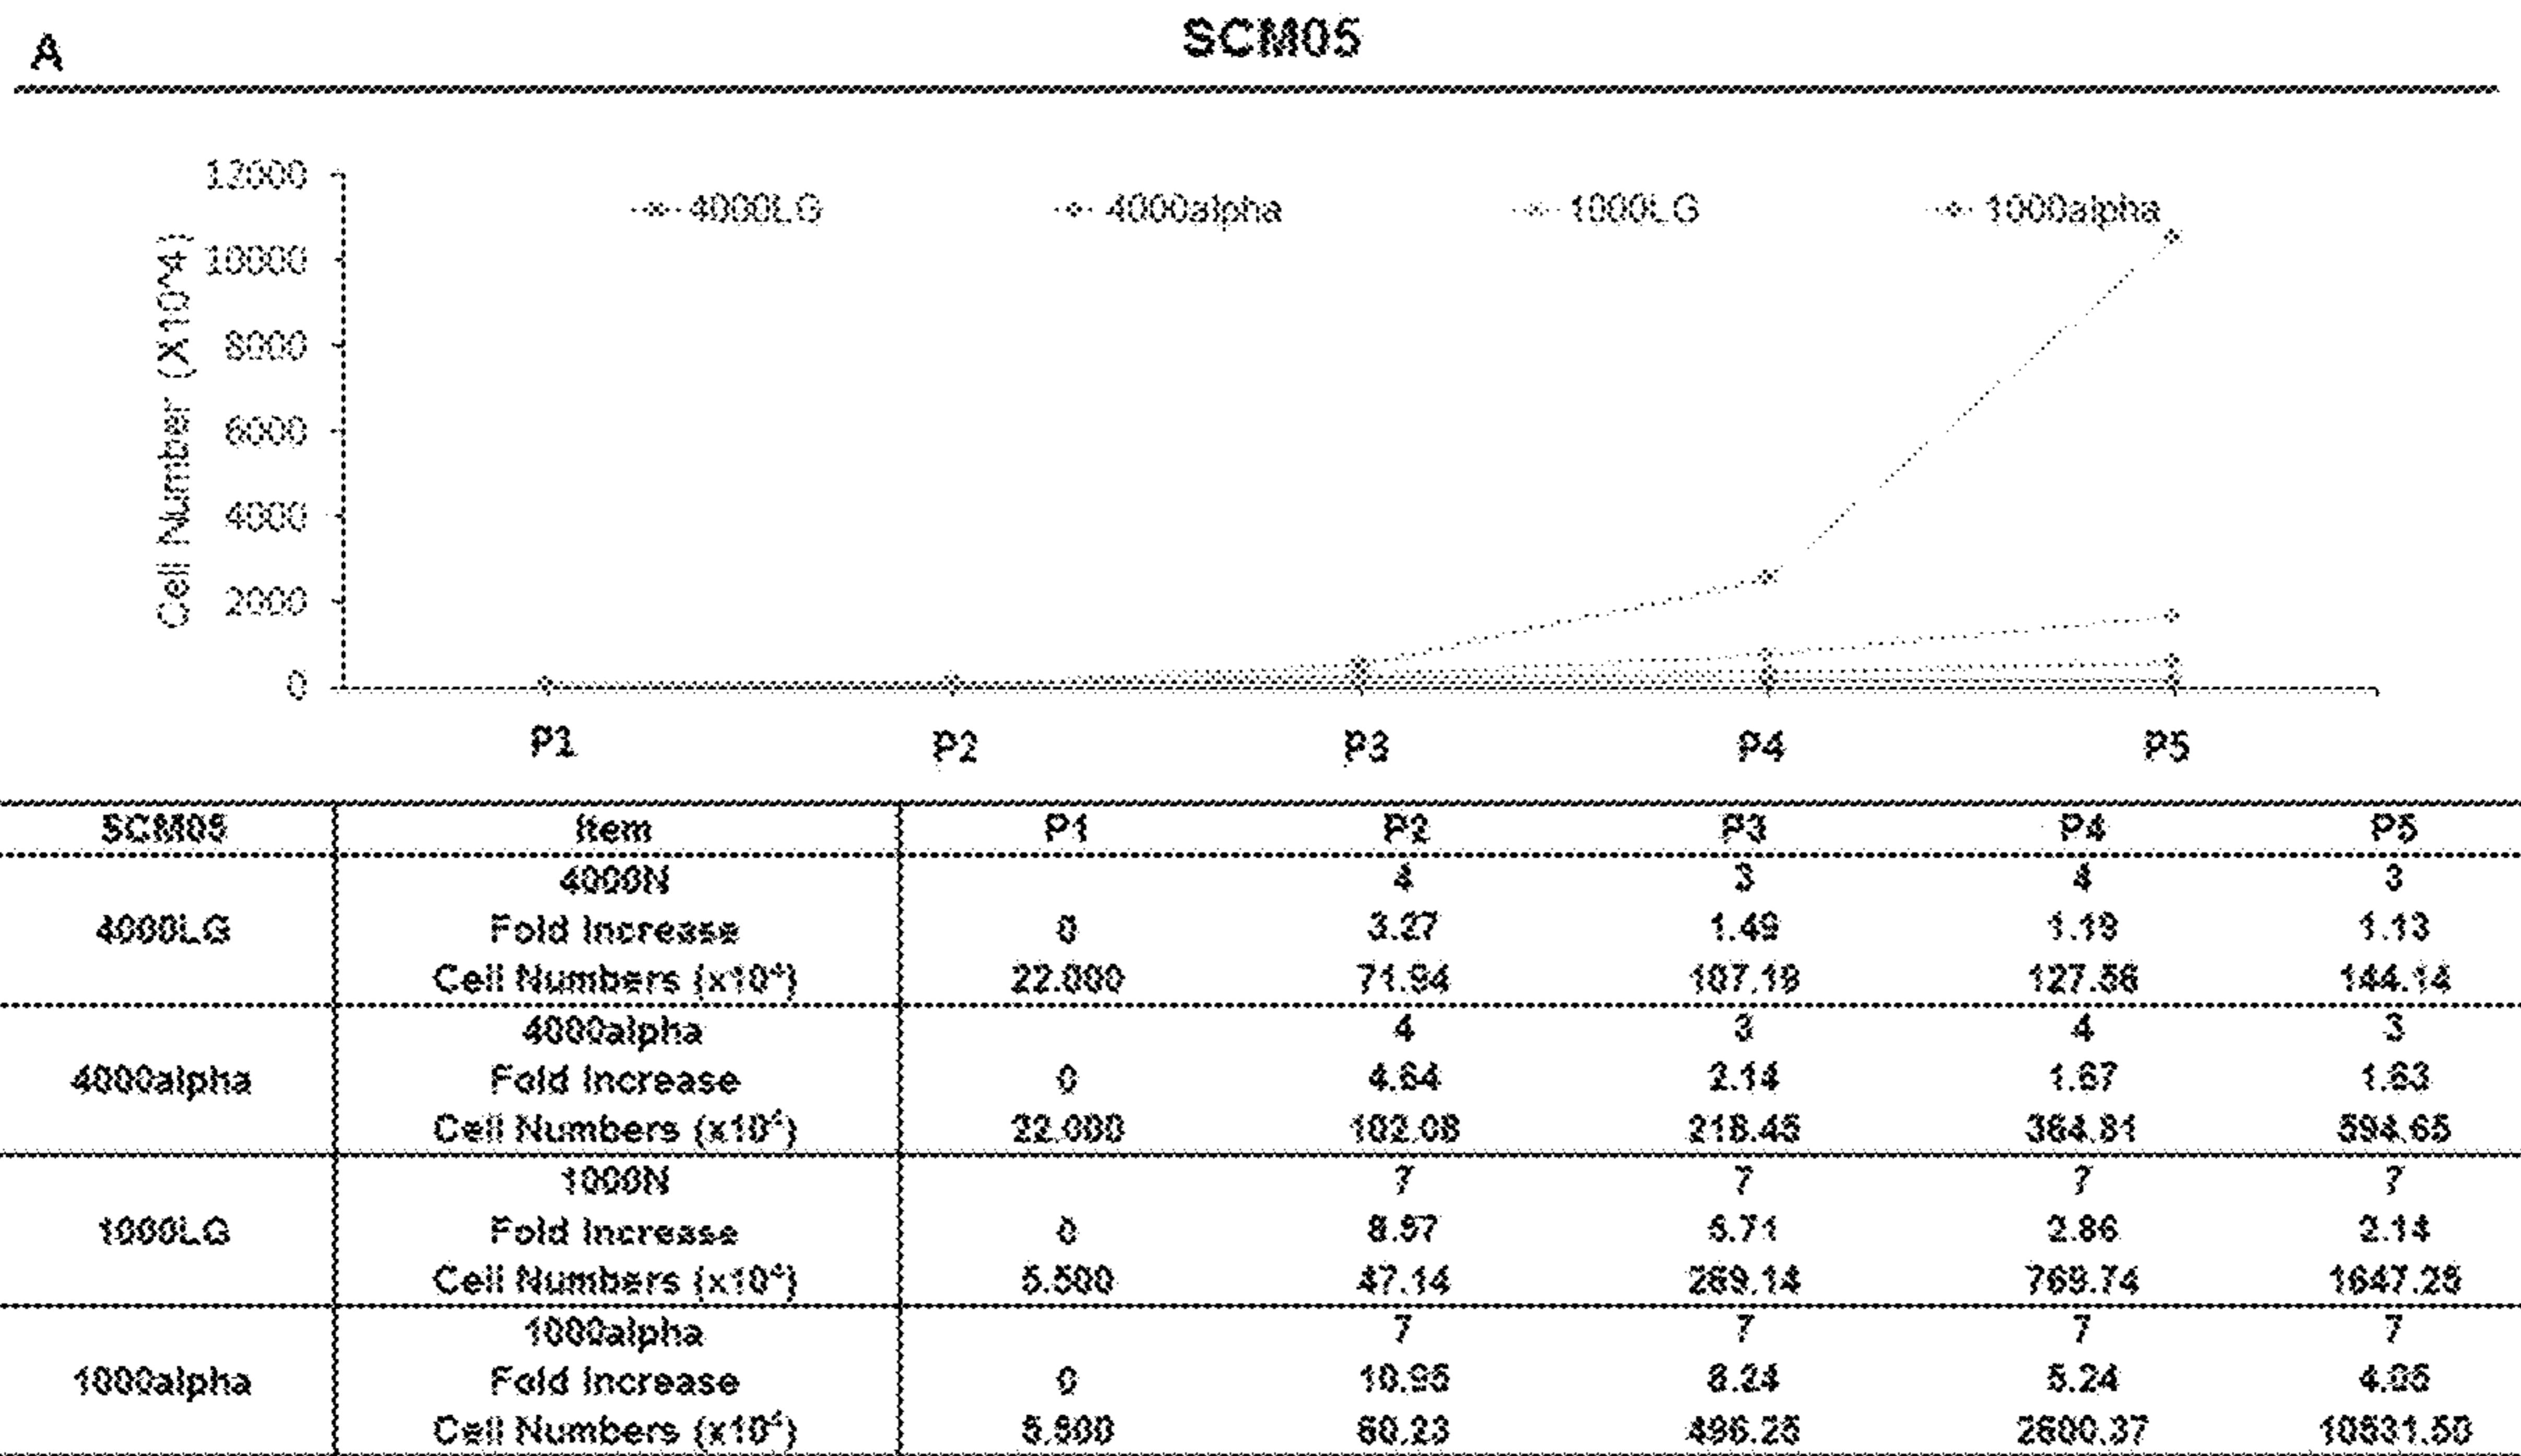 A
SCM05
12000
10000
8000
6000
4000
2000
0
Cell Number (X10^4)
4000LG 4000alpha 1000LG 1000alpha
P1 P2 P3 P4 P5
SCM05 Item P1 P2 P3 P4 P5
4000LG
4000N 4 3 4 3
Fold Increase 0 3.27 1.49 1.19 1.13
Cell Numbers (x10⁴) 22.000 71.94 107.19 127.56 144.14
4000alpha
4000alpha 4 3 4 3
Fold Increase 0 4.64 2.14 1.67 1.63
Cell Numbers (x10⁴) 22.000 102.08 218.45 364.81 594.65
1000LG
1000N 7 7 7 7
Fold Increase 0 8.57 5.71 2.86 2.14
Cell Numbers (x10⁴) 5.500 47.14 269.14 769.74 1647.25
1000alpha
1000alpha 7 7 7 7
Fold Increase 0 10.95 8.24 5.24 4.05
Cell Numbers (x10⁴) 5.500 60.23 496.25 2600.37 10531.50